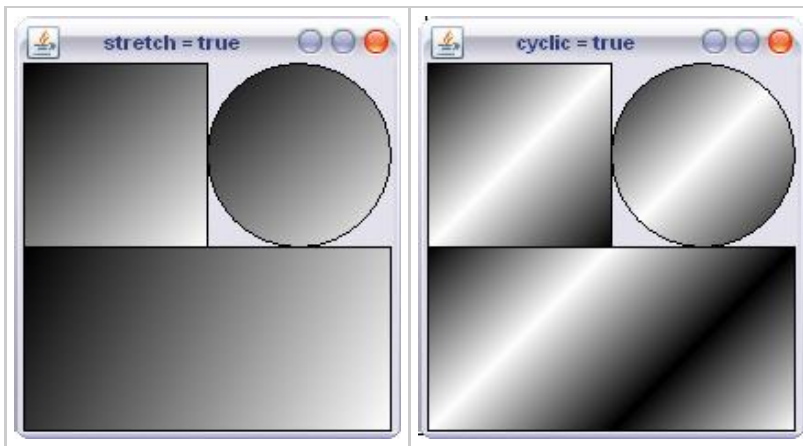 stretch = true
cyclic = true